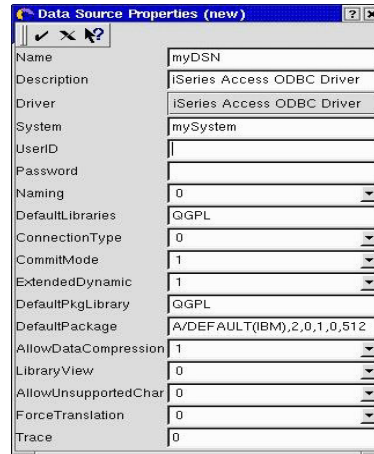 Data Source Properties (new)
Name myDSN
Description iSeries Access ODBC Driver
Driver iSeries Access ODBC Driver
System mySystem
UserID
Password
Naming 0
DefaultLibraries QGPL
ConnectionType 0
CommitMode 1
ExtendedDynamic 1
DefaultPkgLibrary QGPL
DefaultPackage A/DEFAULT(IBM),2,0,1,0,512
AllowDataCompression 1
LibraryView 0
AllowUnsupportedChar 0
ForceTranslation 0
Trace 0